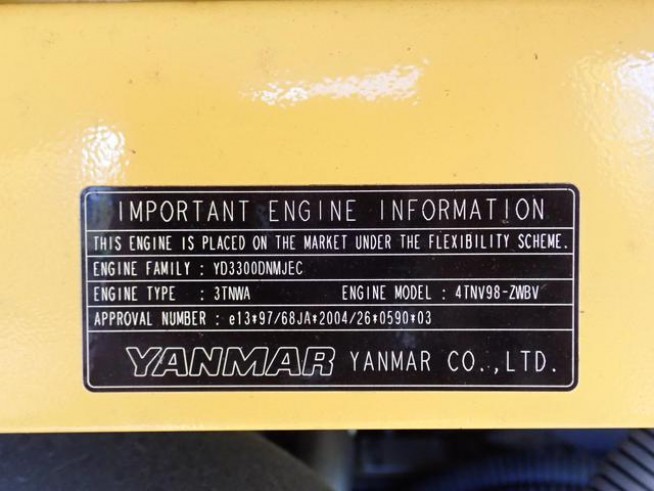 IMPORTANT ENGINE INFORMATION
THIS ENGINE IS PLACED ON THE MARKET UNDER THE FLEXIBILITY SCHEME.
ENGINE FAMILY : YD3300DNMJEC
ENGINE TYPE : 3TNWA ENGINE MODEL : 4TNV98-ZWBV
APPROVAL NUMBER : e13*97/68JA*2004/26*0590*03
YANMAR YANMAR CO.,LTD.